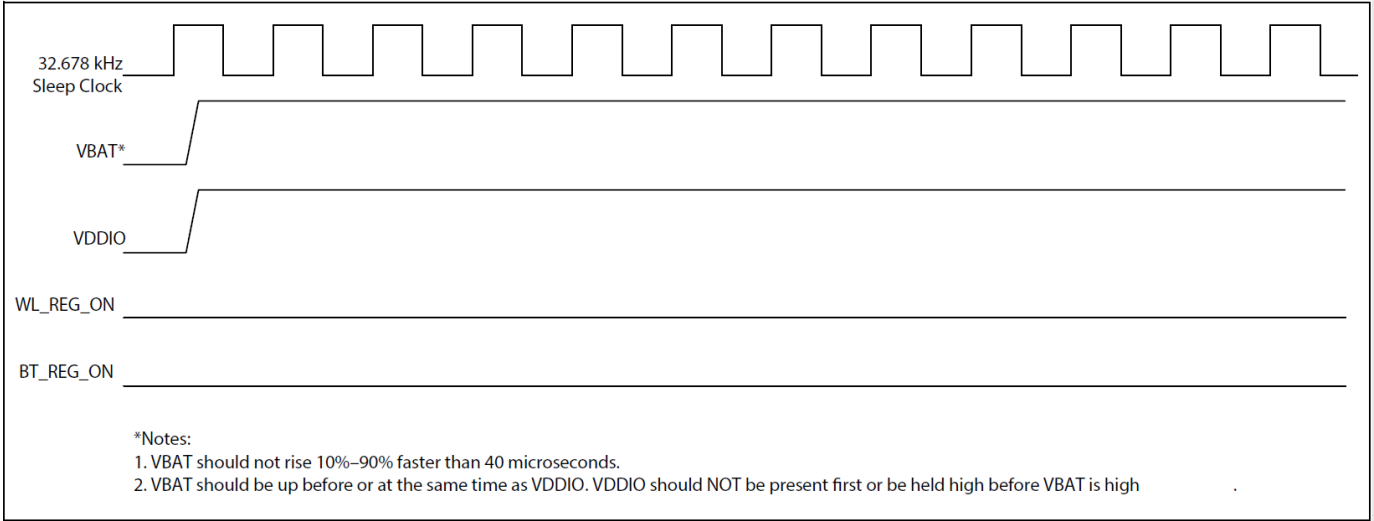 32.678 kHz
Sleep Clock
VBAT*
VDDIO
WL_REG_ON
BT_REG_ON
*Notes:
1. VBAT should not rise 10%–90% faster than 40 microseconds.
2. VBAT should be up before or at the same time as VDDIO. VDDIO should NOT be present first or be held high before VBAT is high .